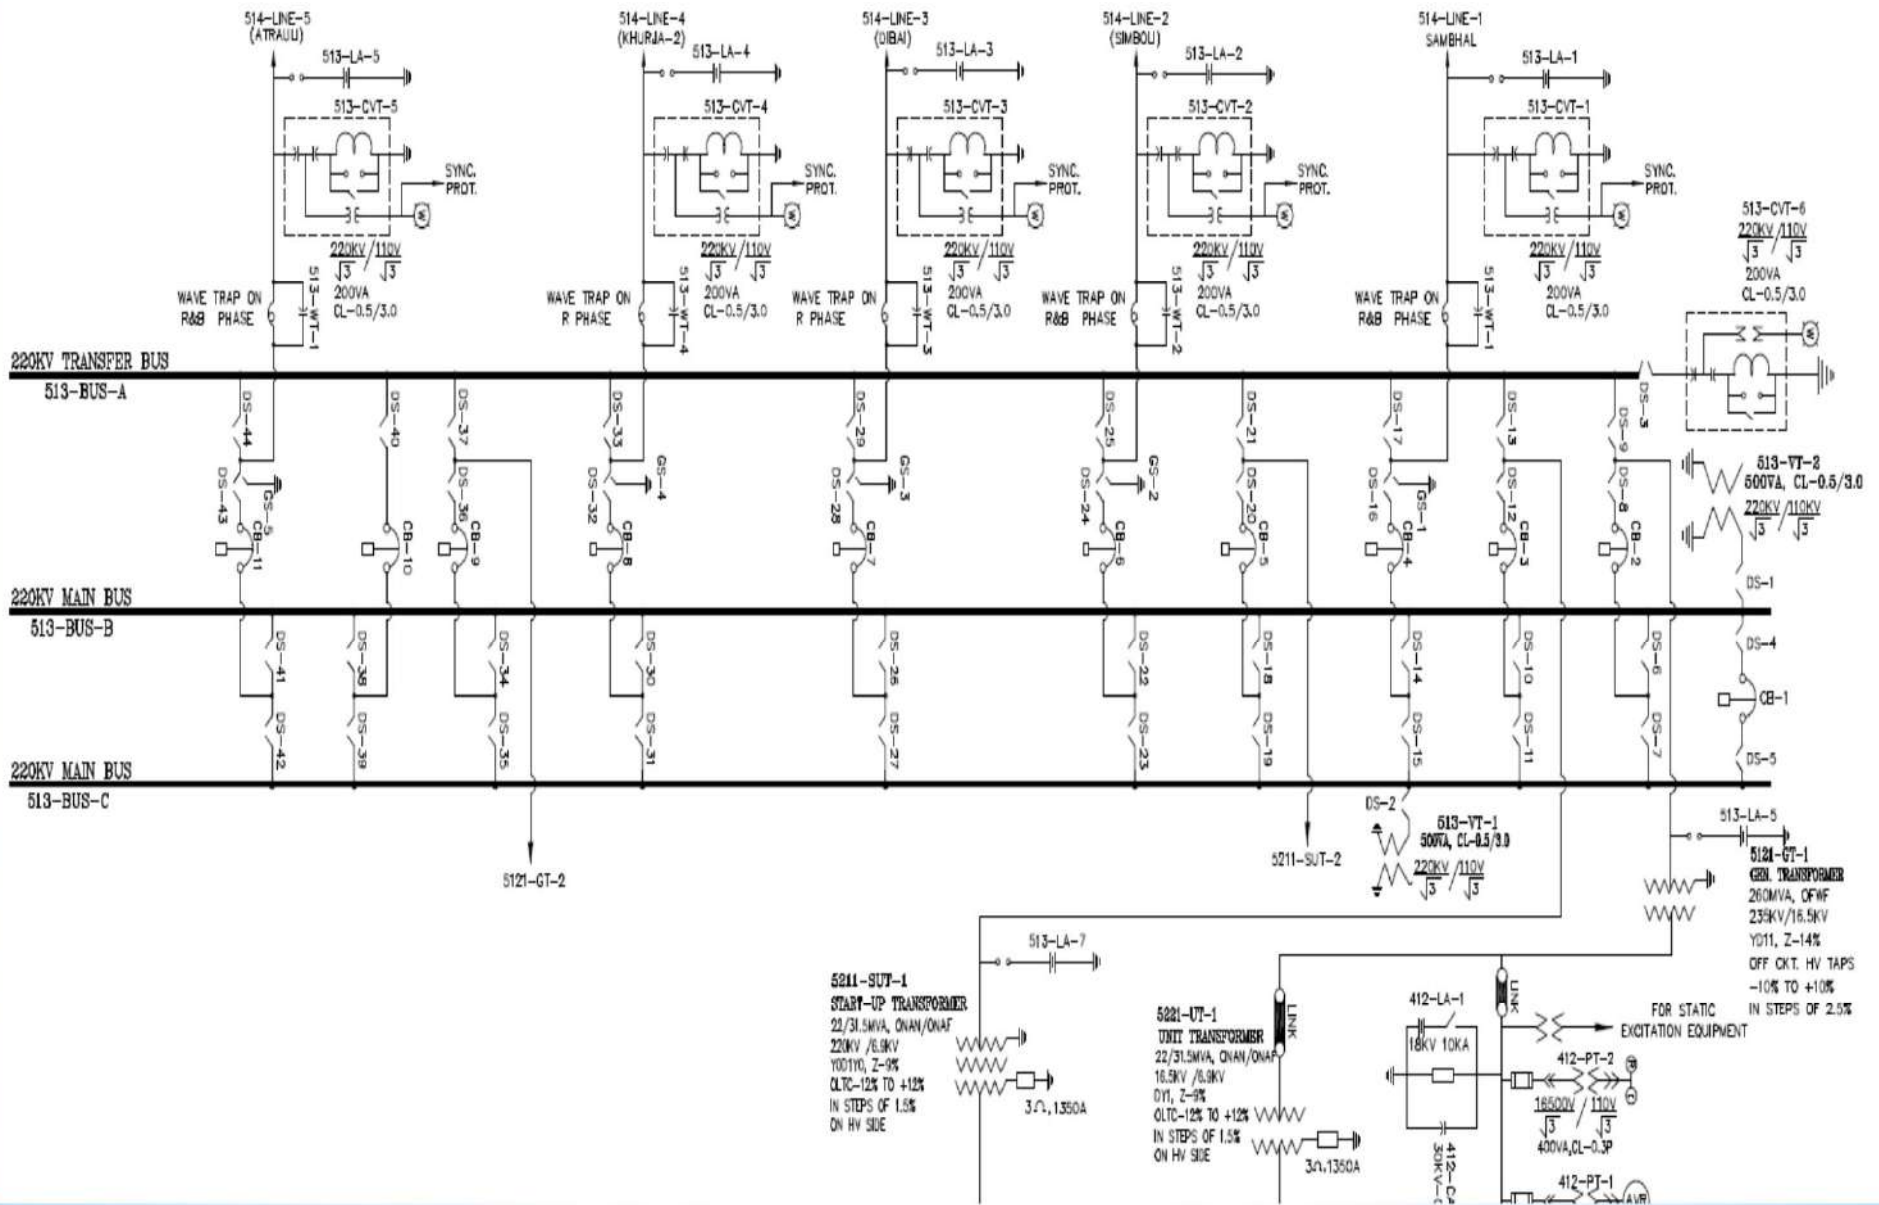 514-LINE-5
(ATRAULI)
514-LINE-4
(KHURJA-2)
514-LINE-3
(DIBAI)
514-LINE-2
(SIMBOLI)
514-LINE-1
SAMBHAL
513-LA-5
513-LA-4
513-LA-3
513-LA-2
513-LA-1
513-CVT-5
513-CVT-4
513-CVT-3
513-CVT-2
513-CVT-1
SYNC.
PROT.
W
SYNC.
PROT.
W
SYNC.
PROT.
W
SYNC.
PROT.
W
SYNC.
PROT.
W
220KV/110V
√3 √3
200VA
CL-0.5/3.0
220KV/110V
√3 √3
200VA
CL-0.5/3.0
220KV/110V
√3 √3
200VA
CL-0.5/3.0
220KV/110V
√3 √3
200VA
CL-0.5/3.0
220KV/110V
√3 √3
200VA
CL-0.5/3.0
513-CVT-6
220KV/110V
√3 √3
200VA
CL-0.5/3.0
W
WAVE TRAP ON
R&B PHASE
513-WT-1
WAVE TRAP ON
R PHASE
513-WT-4
WAVE TRAP ON
R PHASE
513-WT-3
WAVE TRAP ON
R&B PHASE
513-WT-2
WAVE TRAP ON
R&B PHASE
513-WT-1
220KV TRANSFER BUS
513-BUS-A
DS-44
DS-40
DS-37
DS-33
DS-29
DS-25
DS-21
DS-17
DS-13
DS-9
DS-3
GS-5
GS-4
GS-3
GS-2
GS-1
DS-43
DS-36
DS-32
DS-28
DS-24
DS-20
DS-16
DS-12
DS-8
CB-11
CB-10
CB-9
CB-8
CB-7
CB-6
CB-5
CB-4
CB-3
CB-2
513-VT-2
500VA, CL-0.5/3.0
220KV/110KV
√3 √3
DS-1
220KV MAIN BUS
513-BUS-B
DS-41
DS-38
DS-34
DS-30
DS-26
DS-22
DS-18
DS-14
DS-10
DS-6
DS-4
CB-1
DS-42
DS-39
DS-35
DS-31
DS-27
DS-23
DS-19
DS-15
DS-11
DS-7
DS-5
220KV MAIN BUS
513-BUS-C
DS-2
513-VT-1
500VA, CL-0.5/3.0
220KV/110V
√3 √3
5121-GT-2
5211-SUT-2
513-LA-5
5121-GT-1
GEN. TRANSFORMER
260MVA, OFWF
235KV/16.5KV
YD11, Z-14%
OFF CKT. HV TAPS
-10% TO +10%
IN STEPS OF 2.5%
513-LA-7
5211-SUT-1
START-UP TRANSFORMER
22/31.5MVA, ONAN/ONAF
220KV /6.9KV
Y0D1Y0, Z-9%
OLTC-12% TO +12%
IN STEPS OF 1.5%
ON HV SIDE
3Ω,1350A
5221-UT-1
UNIT TRANSFORMER
22/31.5MVA, ONAN/ONAF
16.5KV /6.9KV
DY1, Z-9%
OLTC-12% TO +12%
IN STEPS OF 1.5%
ON HV SIDE
3Ω,1350A
LINK
LINK
412-LA-1
18KV 10KA
FOR STATIC
EXCITATION EQUIPMENT
412-PT-2
16500V/110V
√3 √3
400VA,CL-0.3P
412-CA
30KV-
412-PT-1
AVR